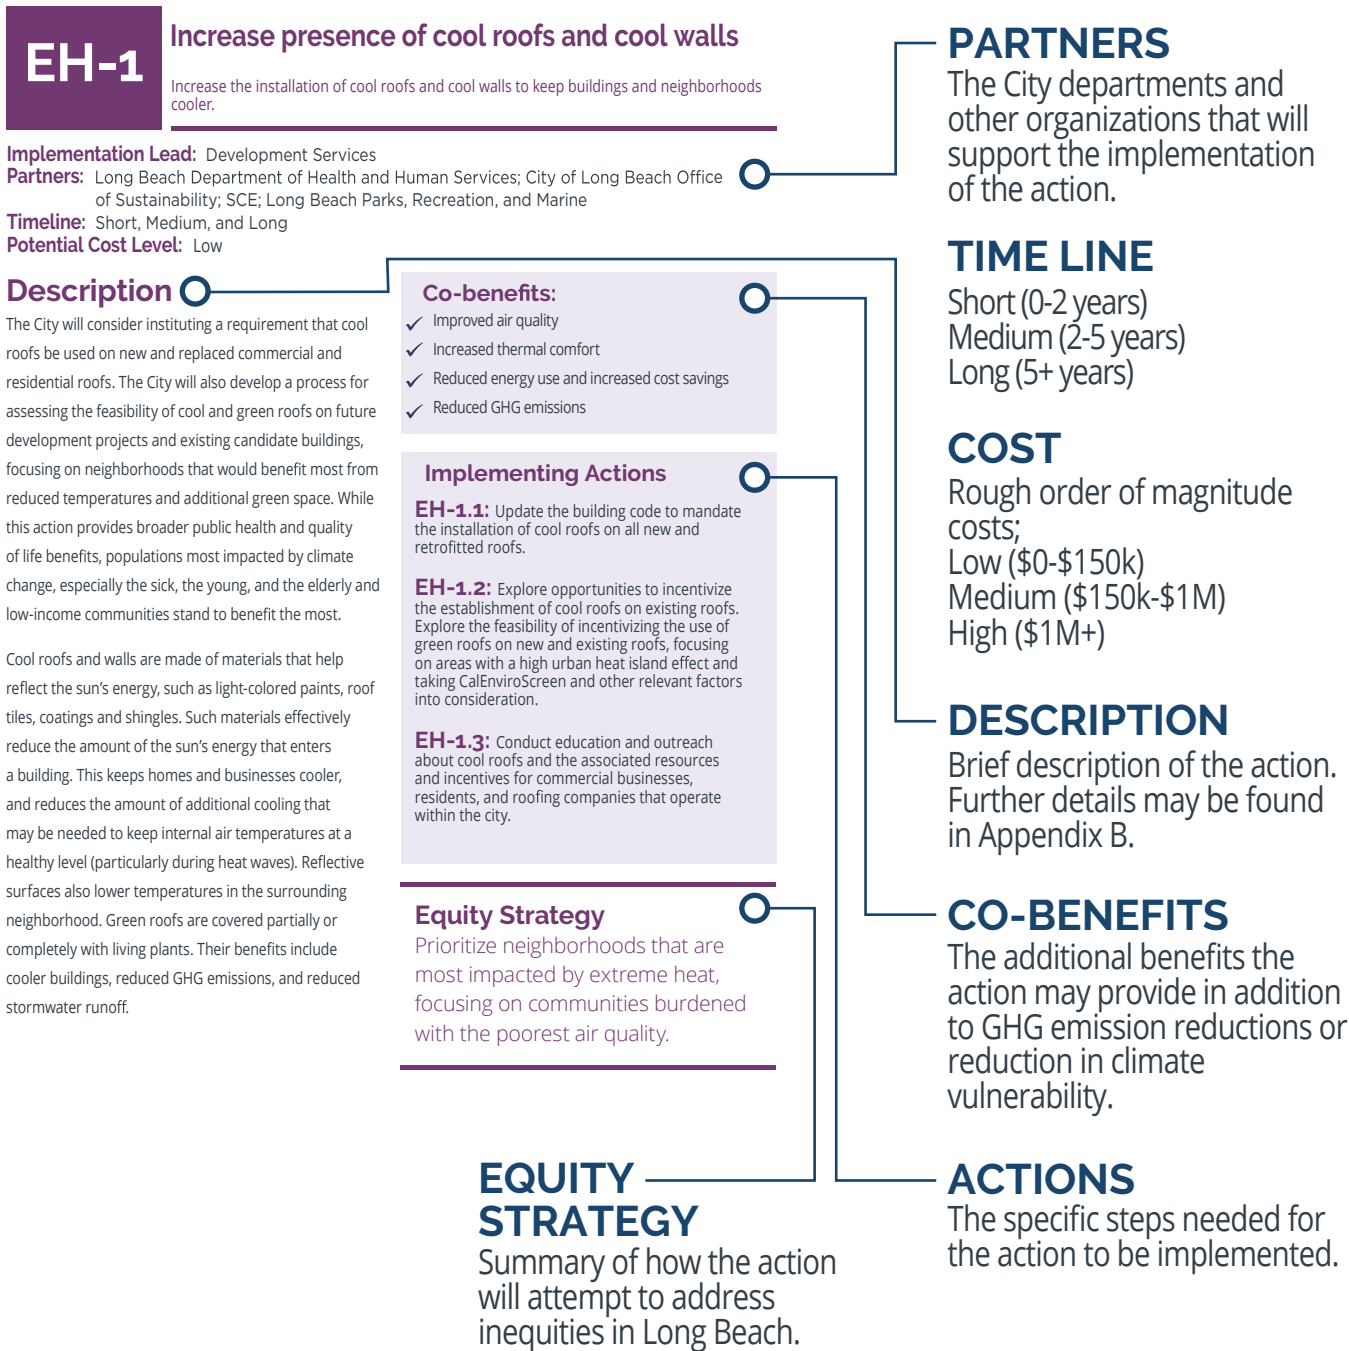 EH-1
Increase presence of cool roofs and cool walls
Increase the installation of cool roofs and cool walls to keep buildings and neighborhoods
cooler.
Implementation Lead: Development Services
Partners: Long Beach Department of Health and Human Services; City of Long Beach Office
of Sustainability; SCE; Long Beach Parks, Recreation, and Marine
Timeline: Short, Medium, and Long
Potential Cost Level: Low
Description
The City will consider instituting a requirement that cool
roofs be used on new and replaced commercial and
residential roofs. The City will also develop a process for
assessing the feasibility of cool and green roofs on future
development projects and existing candidate buildings,
focusing on neighborhoods that would benefit most from
reduced temperatures and additional green space. While
this action provides broader public health and quality
of life benefits, populations most impacted by climate
change, especially the sick, the young, and the elderly and
low-income communities stand to benefit the most.
Cool roofs and walls are made of materials that help
reflect the sun's energy, such as light-colored paints, roof
tiles, coatings and shingles. Such materials effectively
reduce the amount of the sun's energy that enters
a building. This keeps homes and businesses cooler,
and reduces the amount of additional cooling that
may be needed to keep internal air temperatures at a
healthy level (particularly during heat waves). Reflective
surfaces also lower temperatures in the surrounding
neighborhood. Green roofs are covered partially or
completely with living plants. Their benefits include
cooler buildings, reduced GHG emissions, and reduced
stormwater runoff.
Co-benefits:
✓ Improved air quality
✓ Increased thermal comfort
✓ Reduced energy use and increased cost savings
✓ Reduced GHG emissions
Implementing Actions
EH-1.1: Update the building code to mandate
the installation of cool roofs on all new and
retrofitted roofs.
EH-1.2: Explore opportunities to incentivize
the establishment of cool roofs on existing roofs.
Explore the feasibility of incentivizing the use of
green roofs on new and existing roofs, focusing
on areas with a high urban heat island effect and
taking CalEnviroScreen and other relevant factors
into consideration.
EH-1.3: Conduct education and outreach
about cool roofs and the associated resources
and incentives for commercial businesses,
residents, and roofing companies that operate
within the city.
Equity Strategy
Prioritize neighborhoods that are
most impacted by extreme heat,
focusing on communities burdened
with the poorest air quality.
PARTNERS
The City departments and
other organizations that will
support the implementation
of the action.
TIME LINE
Short (0-2 years)
Medium (2-5 years)
Long (5+ years)
COST
Rough order of magnitude
costs;
Low ($0-$150k)
Medium ($150k-$1M)
High ($1M+)
DESCRIPTION
Brief description of the action.
Further details may be found
in Appendix B.
CO-BENEFITS
The additional benefits the
action may provide in addition
to GHG emission reductions or
reduction in climate
vulnerability.
ACTIONS
The specific steps needed for
the action to be implemented.
EQUITY
STRATEGY
Summary of how the action
will attempt to address
inequities in Long Beach.